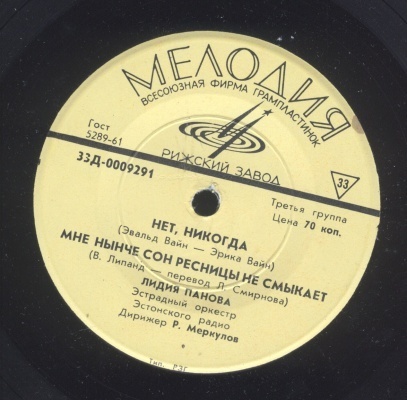 МЕЛОДИЯ
ВСЕСОЮЗНАЯ ФИРМА ГРАМПЛАСТИНОК
Гост
5289-61
РИЖСКИЙ ЗАВОД
33Д-0009291
33
Третья группа
Цена 70 коп.
НЕТ, НИКОГДА
(Эвальд Вайн — Эрика Вайн)
МНЕ НЫНЧЕ СОН РЕСНИЦЫ НЕ СМЫКАЕТ
(В. Липанд — перевод Л. Смирнова)
ЛИДИЯ ПАНОВА
Эстрадный оркестр
Эстонского радио
Дирижер Р. Меркулов
Тип. РЗГ